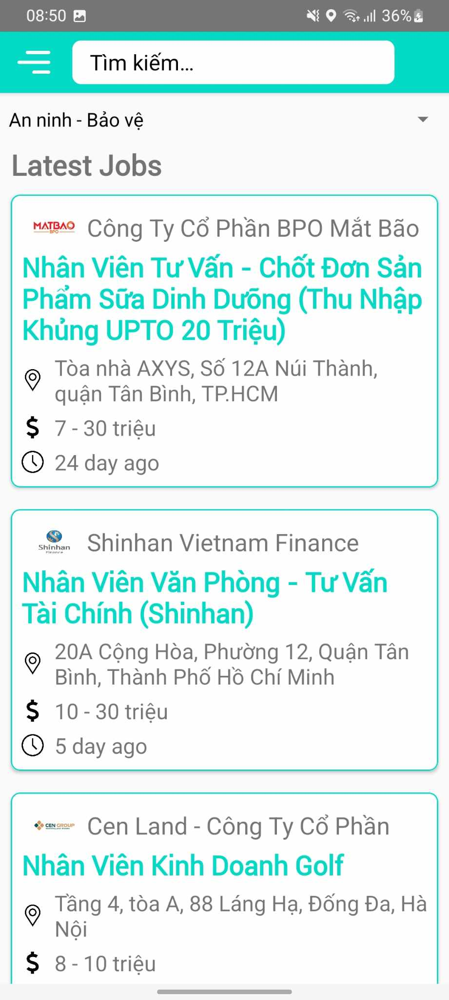 08:50
36%
Tìm kiếm...
An ninh - Bảo vệ
Latest Jobs
MATBAO
BPO
Công Ty Cổ Phần BPO Mắt Bão
Nhân Viên Tư Vấn - Chốt Đơn Sản
Phẩm Sữa Dinh Dưỡng (Thu Nhập
Khủng UPTO 20 Triệu)
Tòa nhà AXYS, Số 12A Núi Thành,
quận Tân Bình, TP.HCM
$ 7 - 30 triệu
24 day ago
Shinhan
Finance
Shinhan Vietnam Finance
Nhân Viên Văn Phòng - Tư Vấn
Tài Chính (Shinhan)
20A Cộng Hòa, Phường 12, Quận Tân
Bình, Thành Phố Hồ Chí Minh
$ 10 - 30 triệu
5 day ago
CEN GROUP
Cen Land - Công Ty Cổ Phần
Nhân Viên Kinh Doanh Golf
Tầng 4, tòa A, 88 Láng Hạ, Đống Đa, Hà
Nội
$ 8 - 10 triệu